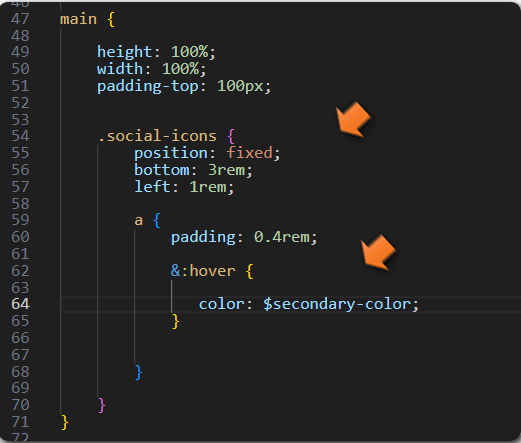 46
47 main {
48
49 height: 100%;
50 width: 100%;
51 padding-top: 100px;
52
53
54 .social-icons {
55 position: fixed;
56 bottom: 3rem;
57 left: 1rem;
58
59 a {
60 padding: 0.4rem;
61
62 &:hover {
63
64 color: $secondary-color;
65 }
66
67
68 }
69
70 }
71 }
72